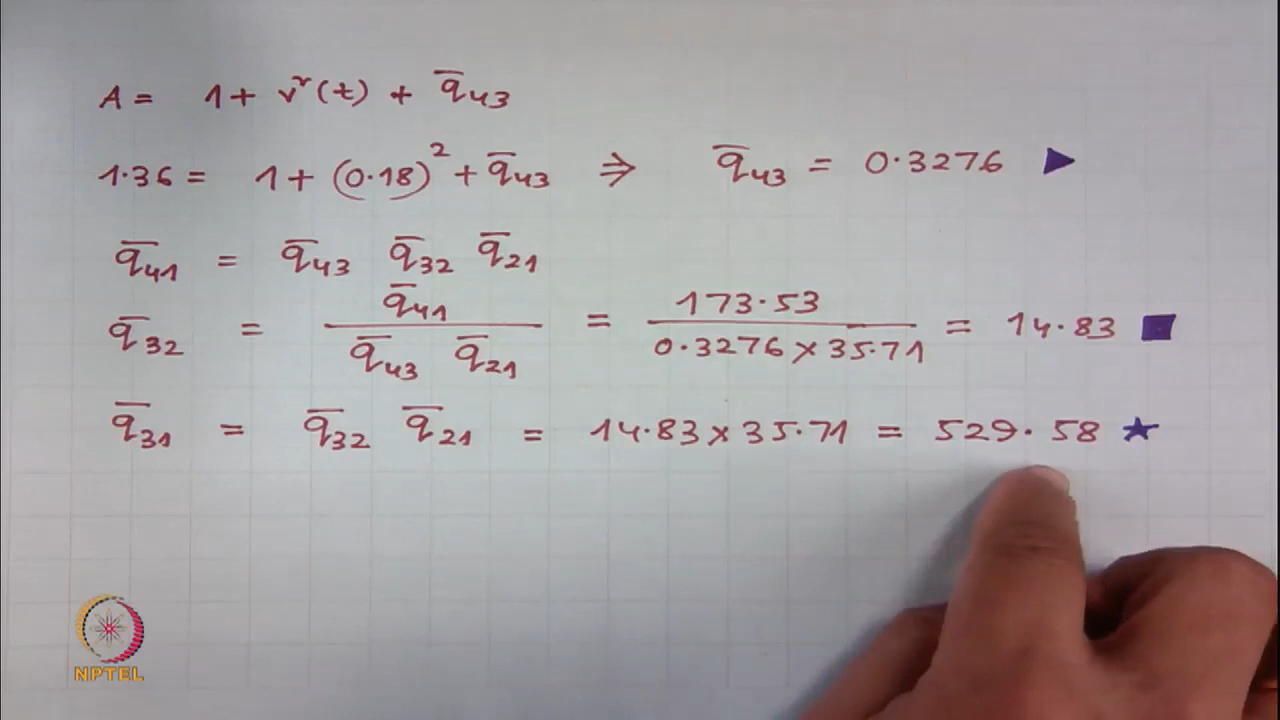 A = 1 + v²(t) + q̅43
1.36 = 1 + (0.18)² + q̅43 ⇒ q̅43 = 0.3276
q̅41 = q̅43 q̅32 q̅21
q̅32 = q̅41 / q̅43 q̅21 = 173.53 / 0.3276 × 35.71 = 14.83
q̅31 = q̅32 q̅21 = 14.83 × 35.71 = 529.58
NPTEL